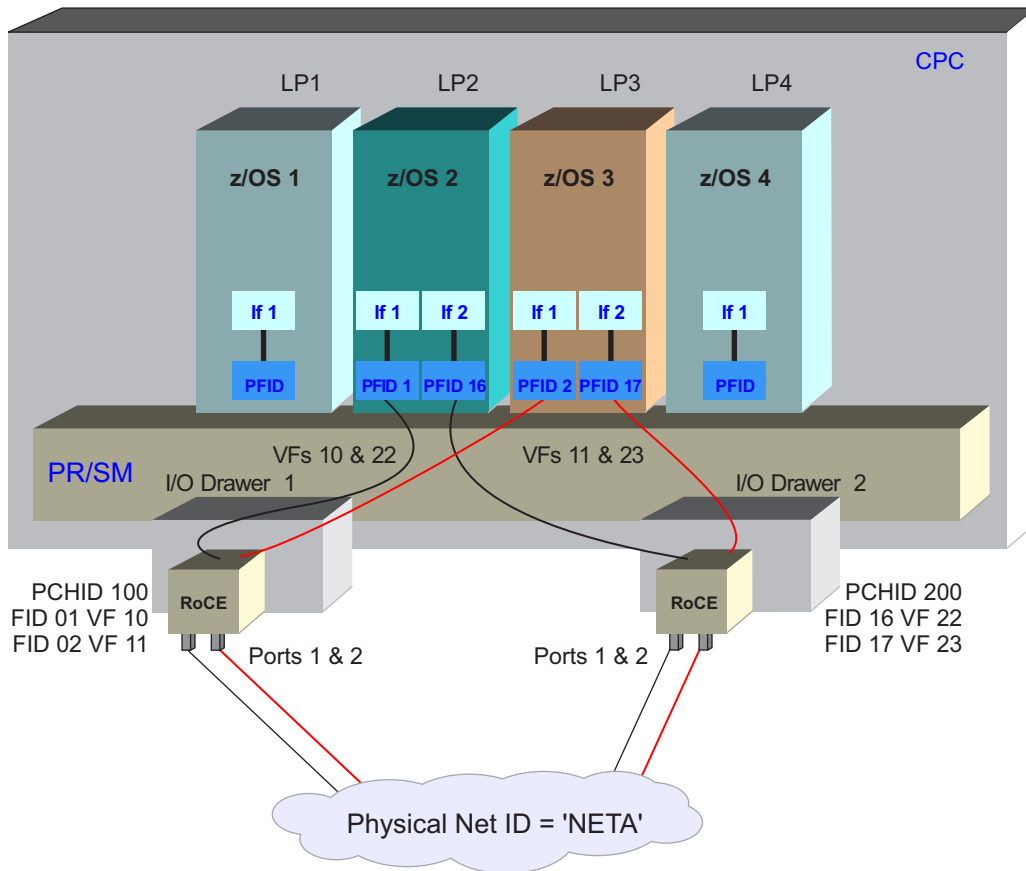 CPC
LP1
LP2
LP3
LP4
z/OS 1
z/OS 2
z/OS 3
z/OS 4
If 1
If 1
If 2
If 1
If 2
If 1
PFID
PFID 1
PFID 16
PFID 2
PFID 17
PFID
PR/SM
VFs 10 & 22
VFs 11 & 23
I/O Drawer 1
I/O Drawer 2
PCHID 100
FID 01 VF 10
FID 02 VF 11
RoCE
RoCE
PCHID 200
FID 16 VF 22
FID 17 VF 23
Ports 1 & 2
Ports 1 & 2
Physical Net ID = 'NETA'